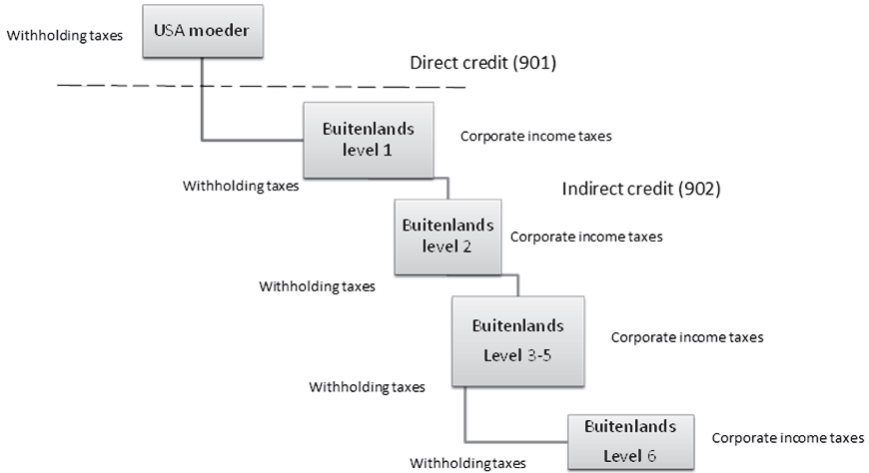 Withholding taxes
USA moeder
Direct credit (901)
Buitenlands
level 1
Corporate income taxes
Withholding taxes
Indirect credit (902)
Buitenlands
level 2
Corporate income taxes
Withholding taxes
Buitenlands
Level 3-5
Corporate income taxes
Withholding taxes
Buitenlands
Level 6
Corporate income taxes
Withholding taxes